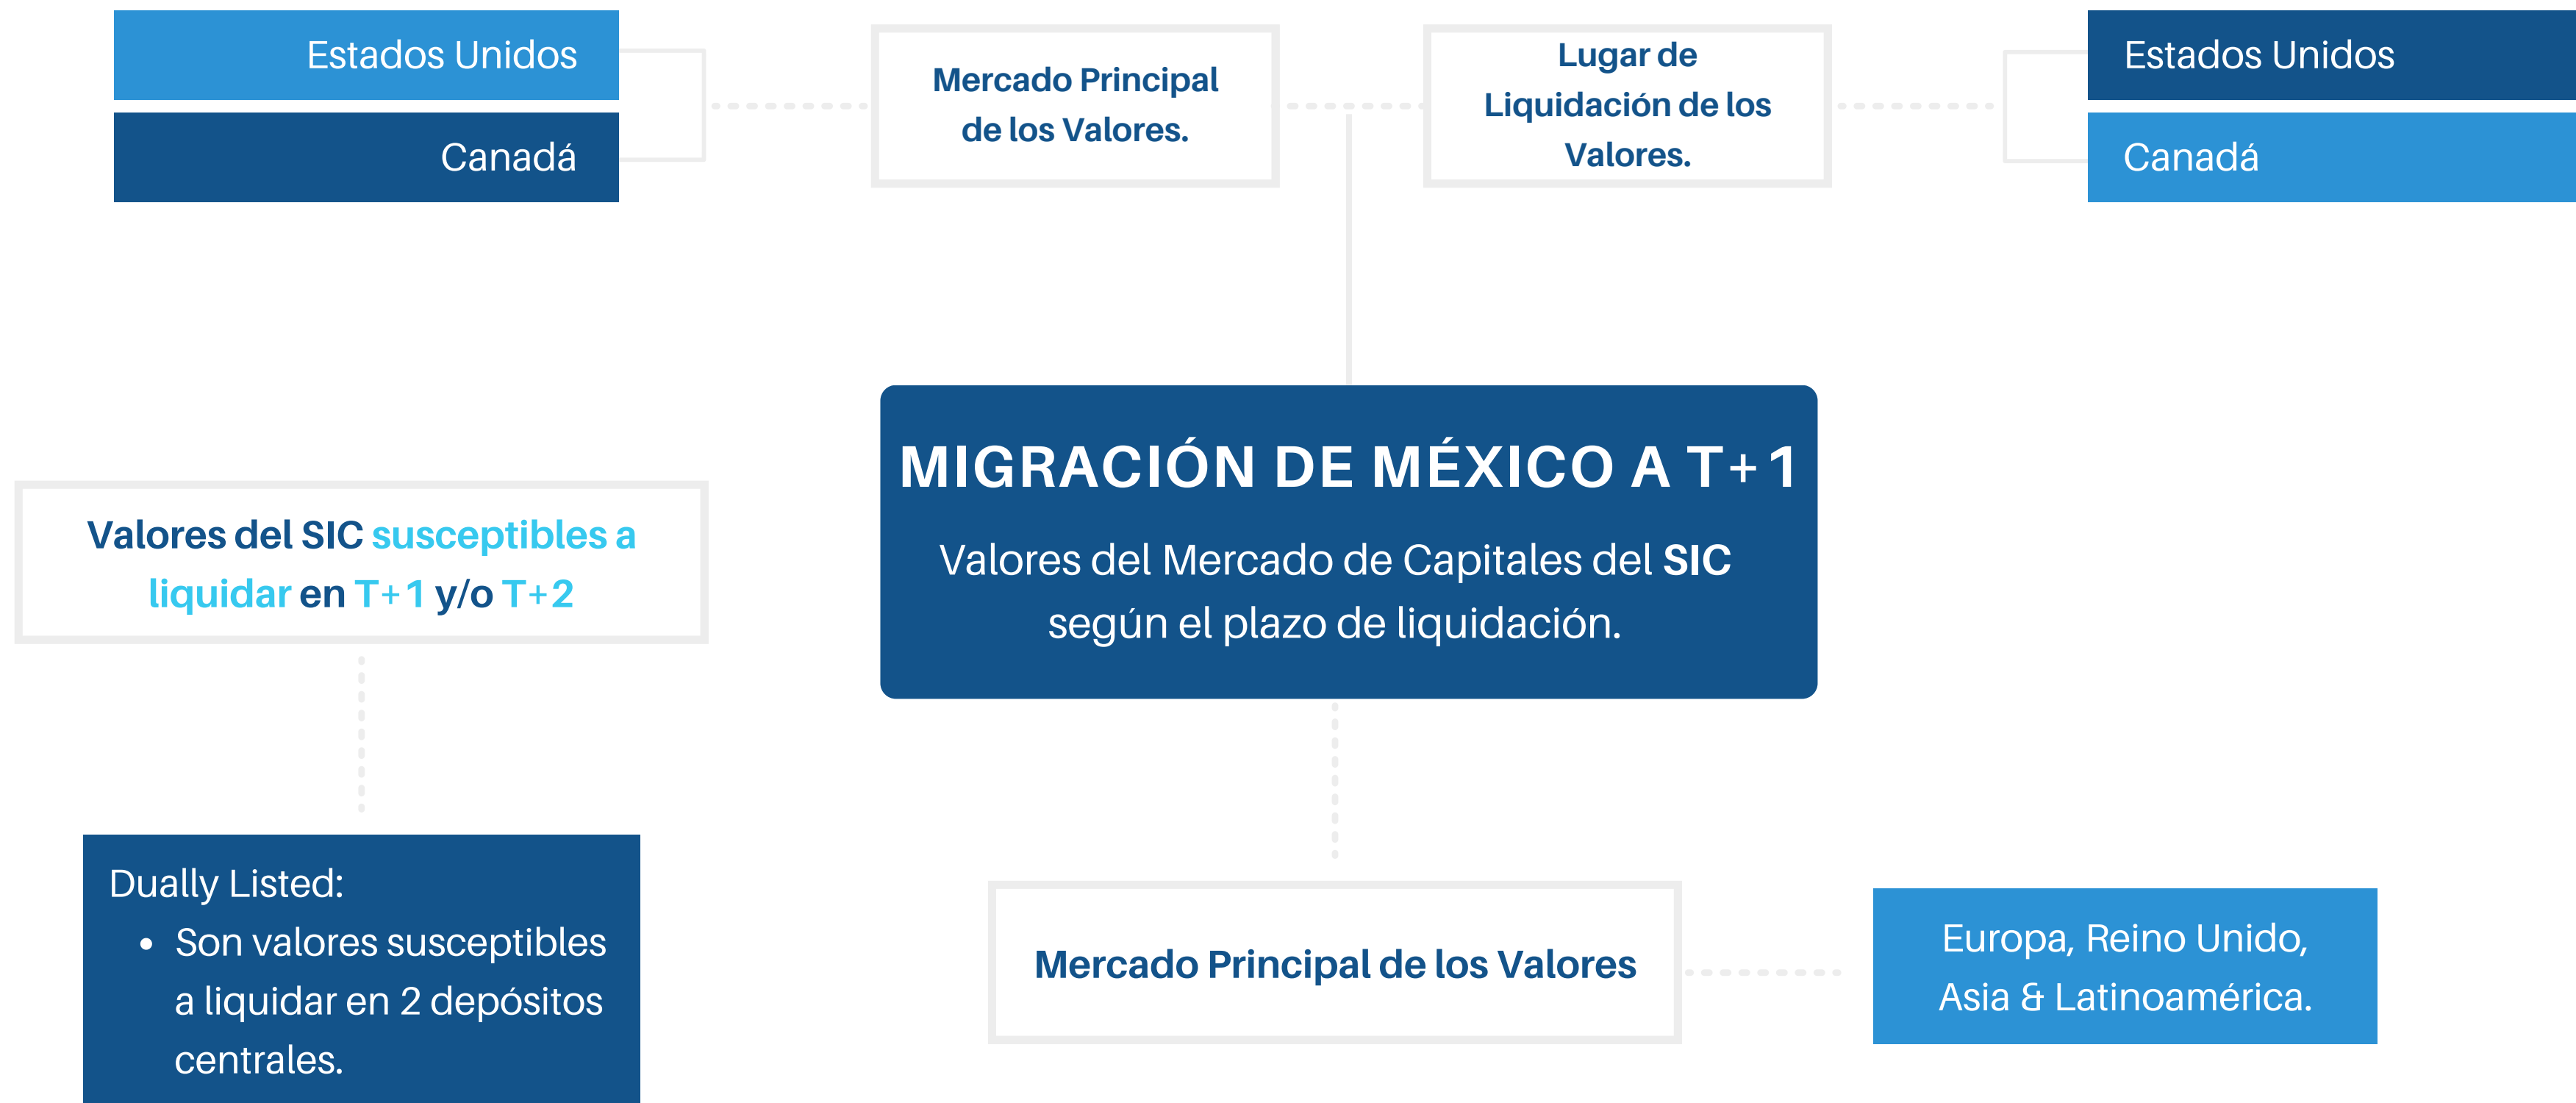 Estados Unidos
Canadá
Mercado Principal
de los Valores.
Lugar de
Liquidación de los
Valores.
Estados Unidos
Canadá
MIGRACIÓN DE MÉXICO A T+1
Valores del Mercado de Capitales del SIC
según el plazo de liquidación.
Valores del SIC susceptibles a
liquidar en T+1 y/o T+2
Dually Listed:
• Son valores susceptibles
a liquidar en 2 depósitos
centrales.
Mercado Principal de los Valores
Europa, Reino Unido,
Asia & Latinoamérica.